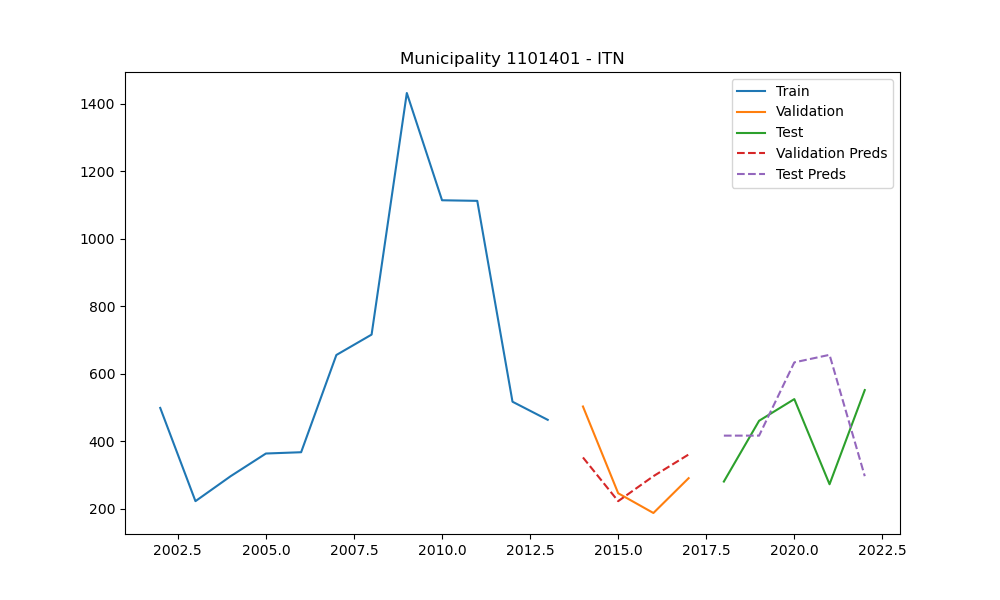 Municipality 1101401 - ITN
Train
Validation
Test
Validation Preds
Test Preds
1400
1200
1000
800
600
400
200
2002.5 2005.0 2007.5 2010.0 2012.5 2015.0 2017.5 2020.0 2022.5